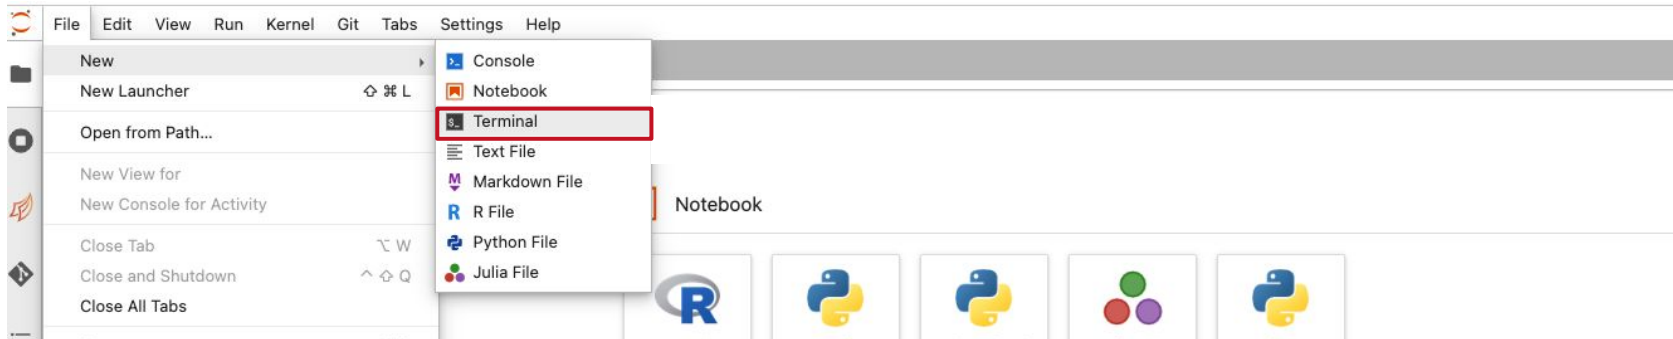 File Edit View Run Kernel Git Tabs Settings Help
New
New Launcher ⇧ ⌘ L
Open from Path...
New View for
New Console for Activity
Close Tab ⌥ W
Close and Shutdown ^ ⇧ Q
Close All Tabs
Console
Notebook
$_ Terminal
Text File
M Markdown File
R R File
Python File
Julia File
Notebook
R